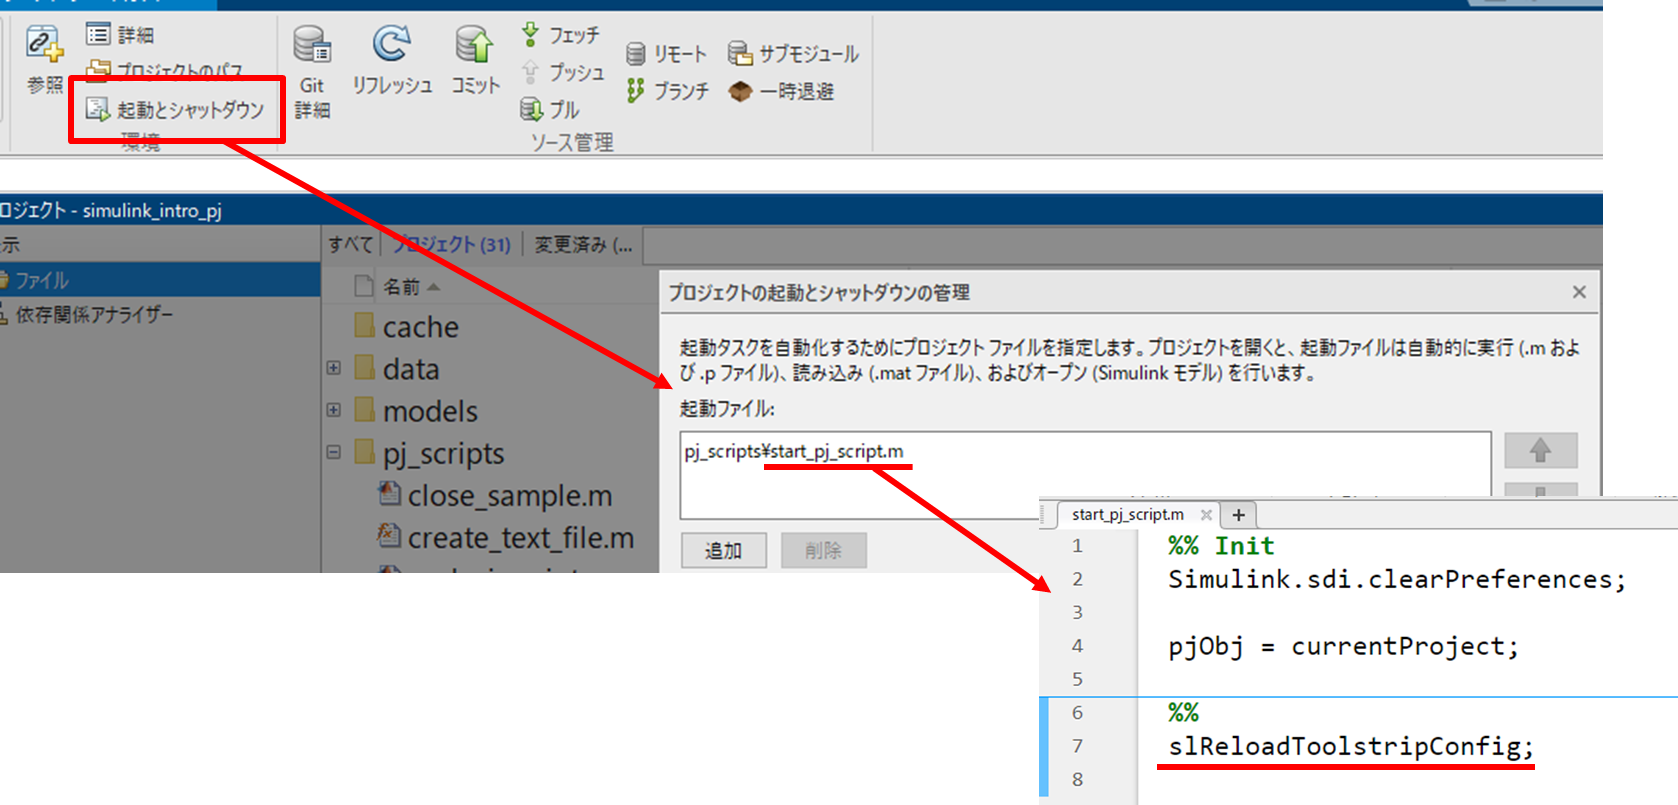 詳細
プロジェクトのパス
起動とシャットダウン
参照
環境
Git
詳細
リフレッシュ
コミット
フェッチ
プッシュ
プル
リモート
ブランチ
サブモジュール
一時退避
ソース管理
ロジェクト - simulink_intro_pj
示
ファイル
依存関係アナライザー
すべて
プロジェクト (31)
変更済み (...
名前
cache
data
models
pj_scripts
close_sample.m
create_text_file.m
プロジェクトの起動とシャットダウンの管理
起動タスクを自動化するためにプロジェクト ファイルを指定します。プロジェクトを開くと、起動ファイルは自動的に実行 (.m およ
び .p ファイル)、読み込み (.mat ファイル)、およびオープン (Simulink モデル) を行います。
起動ファイル:
pj_scripts¥start_pj_script.m
追加
削除
start_pj_script.m
1 %% Init
2 Simulink.sdi.clearPreferences;
3
4 pjObj = currentProject;
5
6 %%
7 slReloadToolstripConfig;
8